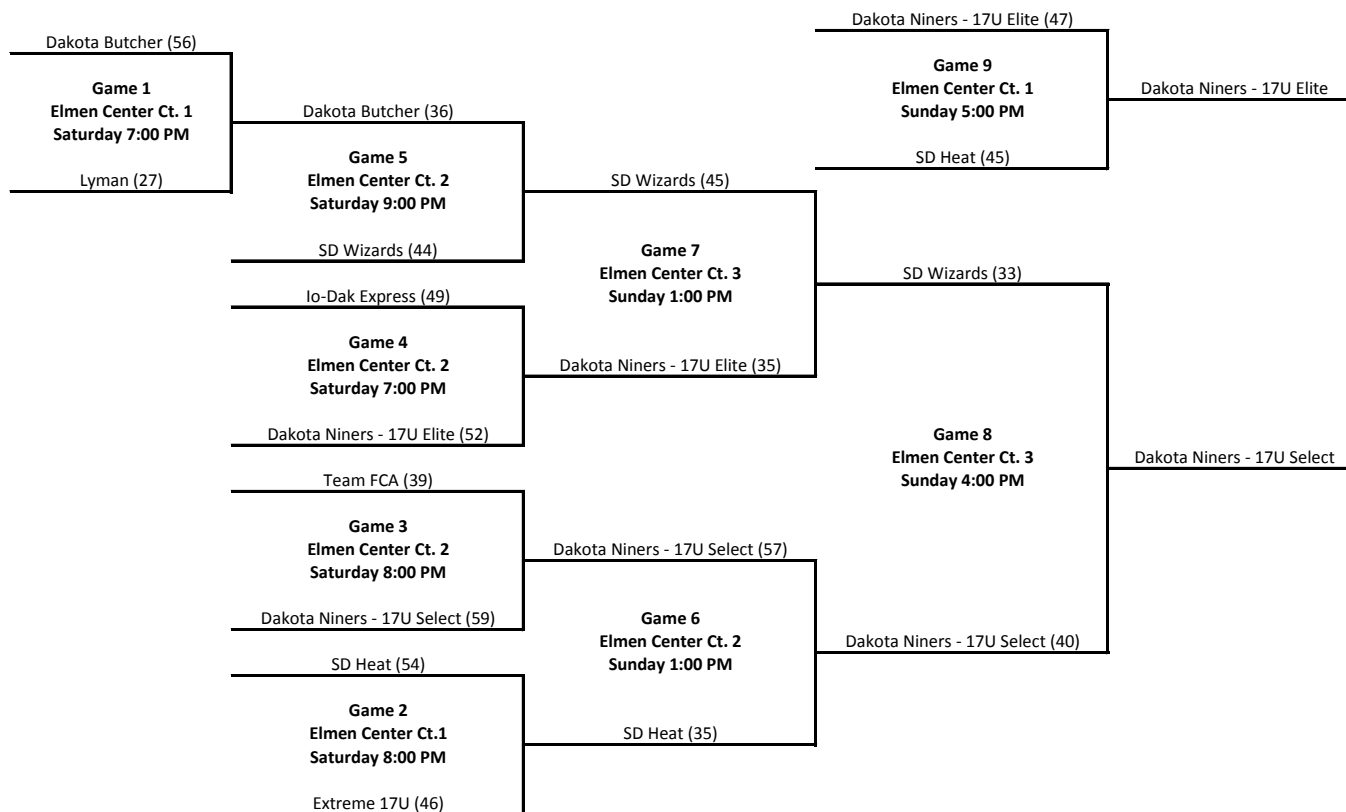 Dakota Niners - 17U Elite (47)
Dakota Butcher (56)
Game 9
Elmen Center Ct. 1
Sunday 5:00 PM
Dakota Niners - 17U Elite
Game 1
Elmen Center Ct. 1
Saturday 7:00 PM
Dakota Butcher (36)
SD Heat (45)
Lyman (27)
Game 5
Elmen Center Ct. 2
Saturday 9:00 PM
SD Wizards (45)
SD Wizards (44)
Game 7
Elmen Center Ct. 3
Sunday 1:00 PM
SD Wizards (33)
Io-Dak Express (49)
Game 4
Elmen Center Ct. 2
Saturday 7:00 PM
Dakota Niners - 17U Elite (35)
Dakota Niners - 17U Elite (52)
Game 8
Elmen Center Ct. 3
Sunday 4:00 PM
Dakota Niners - 17U Select
Team FCA (39)
Game 3
Elmen Center Ct. 2
Saturday 8:00 PM
Dakota Niners - 17U Select (57)
Dakota Niners - 17U Select (59)
Game 6
Elmen Center Ct. 2
Sunday 1:00 PM
Dakota Niners - 17U Select (40)
SD Heat (54)
Game 2
Elmen Center Ct.1
Saturday 8:00 PM
SD Heat (35)
Extreme 17U (46)